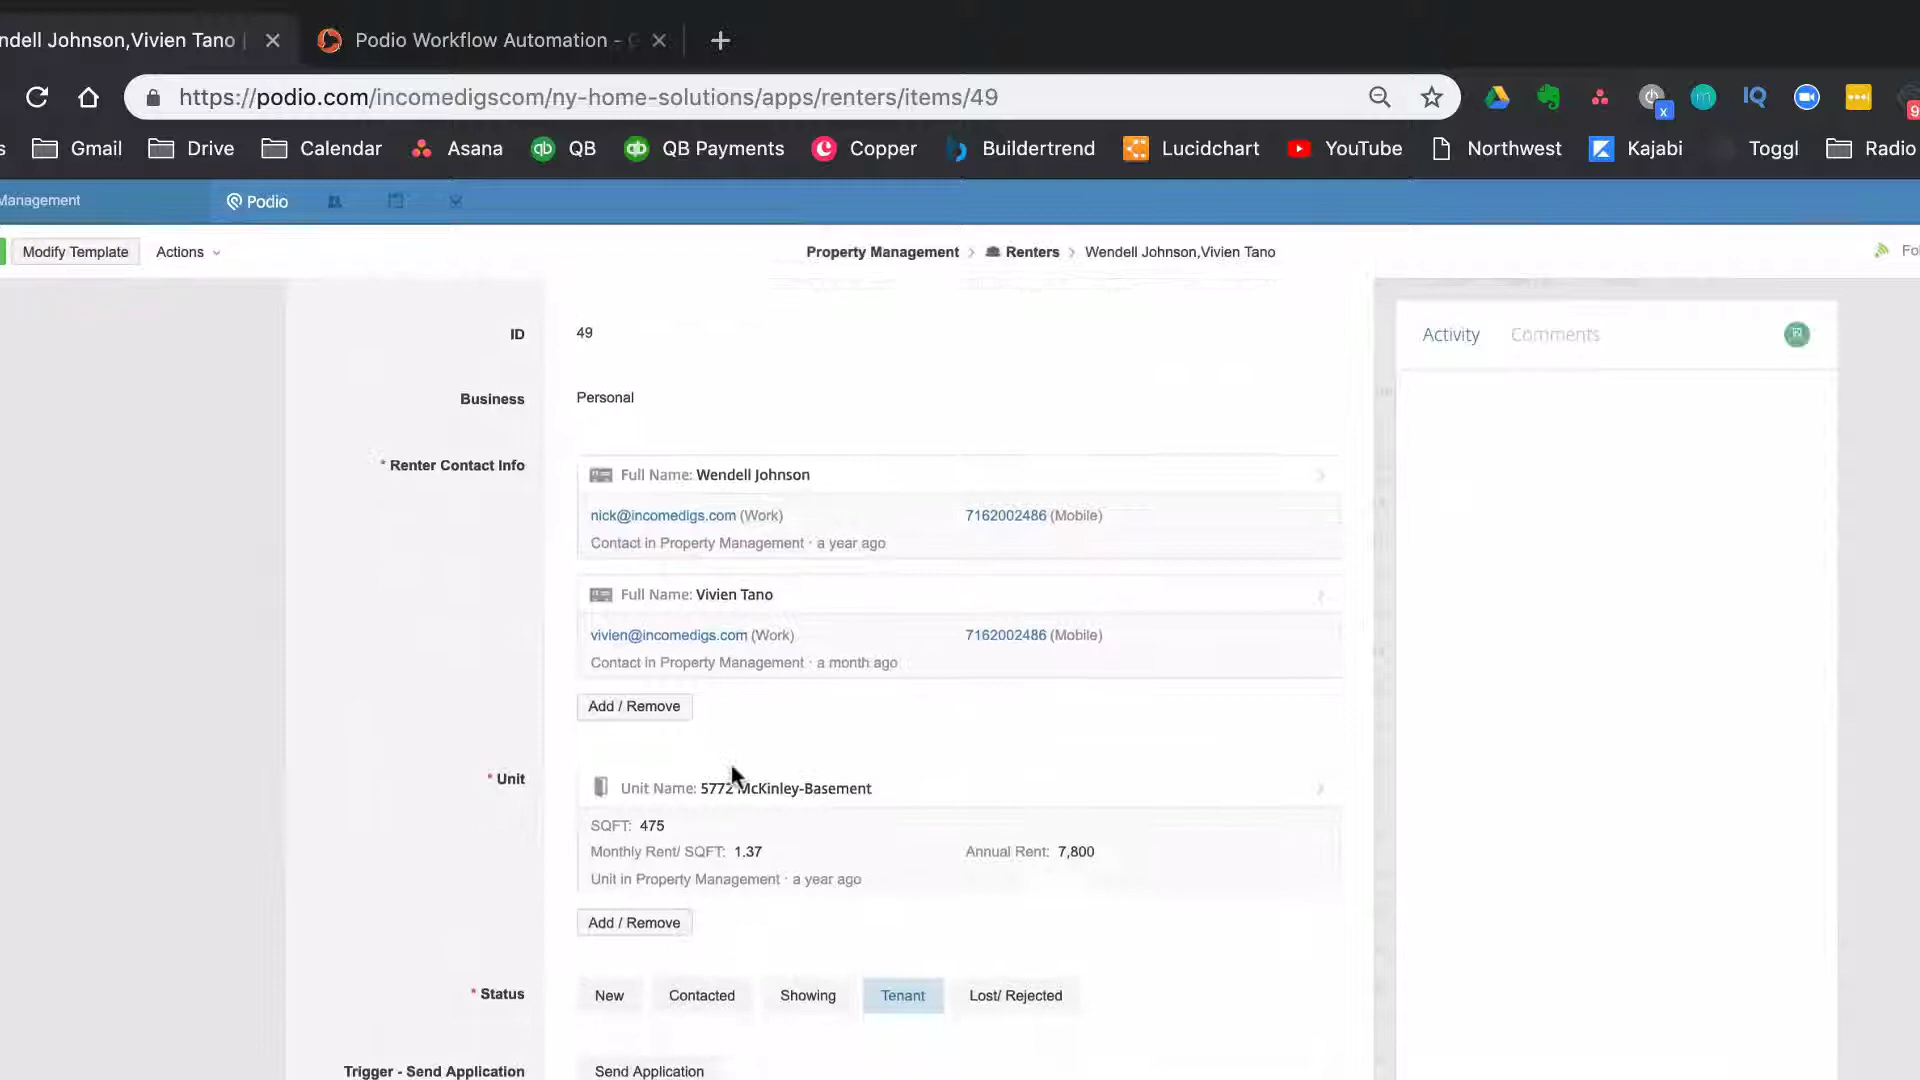 ndell Johnson,Vivien Tano
Podio Workflow Automation -
https://podio.com/incomedigscom/ny-home-solutions/apps/renters/items/49
m
x
IQ
9
s Gmail Drive Calendar Asana qb QB qb QB Payments Copper Buildertrend Lucidchart YouTube Northwest Kajabi Toggl Radio
Management
Podio
Modify Template
Actions
Property Management > Renters > Wendell Johnson,Vivien Tano
Fol
ID
49
Activity
Comments
Business
Personal
* Renter Contact Info
Full Name: Wendell Johnson
nick@incomedigs.com (Work)
7162002486 (Mobile)
Contact in Property Management · a year ago
Full Name: Vivien Tano
vivien@incomedigs.com (Work)
7162002486 (Mobile)
Contact in Property Management · a month ago
Add / Remove
* Unit
Unit Name: 5772 McKinley-Basement
SQFT: 475
Monthly Rent/ SQFT: 1.37
Annual Rent: 7,800
Unit in Property Management · a year ago
Add / Remove
* Status
New
Contacted
Showing
Tenant
Lost/ Rejected
Trigger - Send Application
Send Application